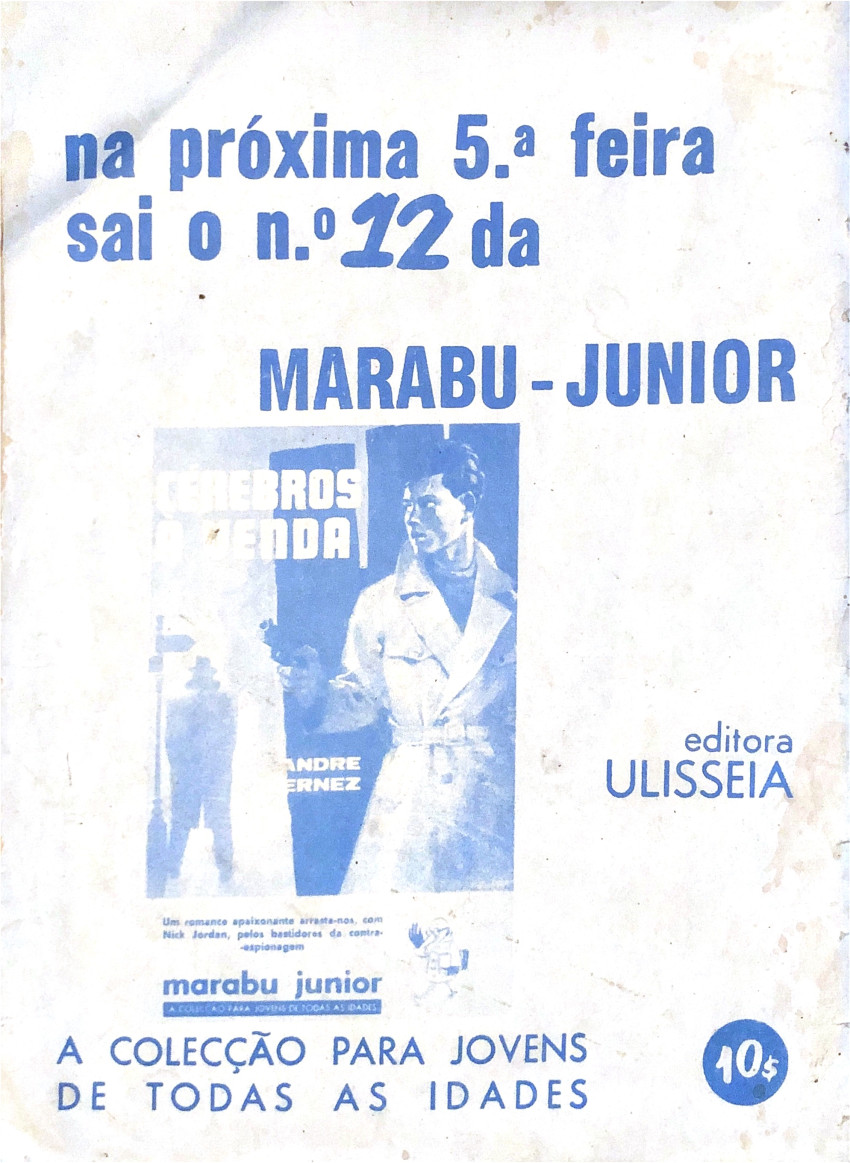 na próxima 5.ª feira
sai o n.º 12 da
MARABU - JUNIOR
CÉREBROS
À VENDA
ANDRE
ERNEZ
editora
ULISSEIA
Um romance apaixonante arrasta-nos, com
Nick Jordan, pelos bastidores da contra-
-espionagem
marabu junior
A COLECÇÃO PARA JOVENS DE TODAS AS IDADES
A COLECÇÃO PARA JOVENS
DE TODAS AS IDADES
10$